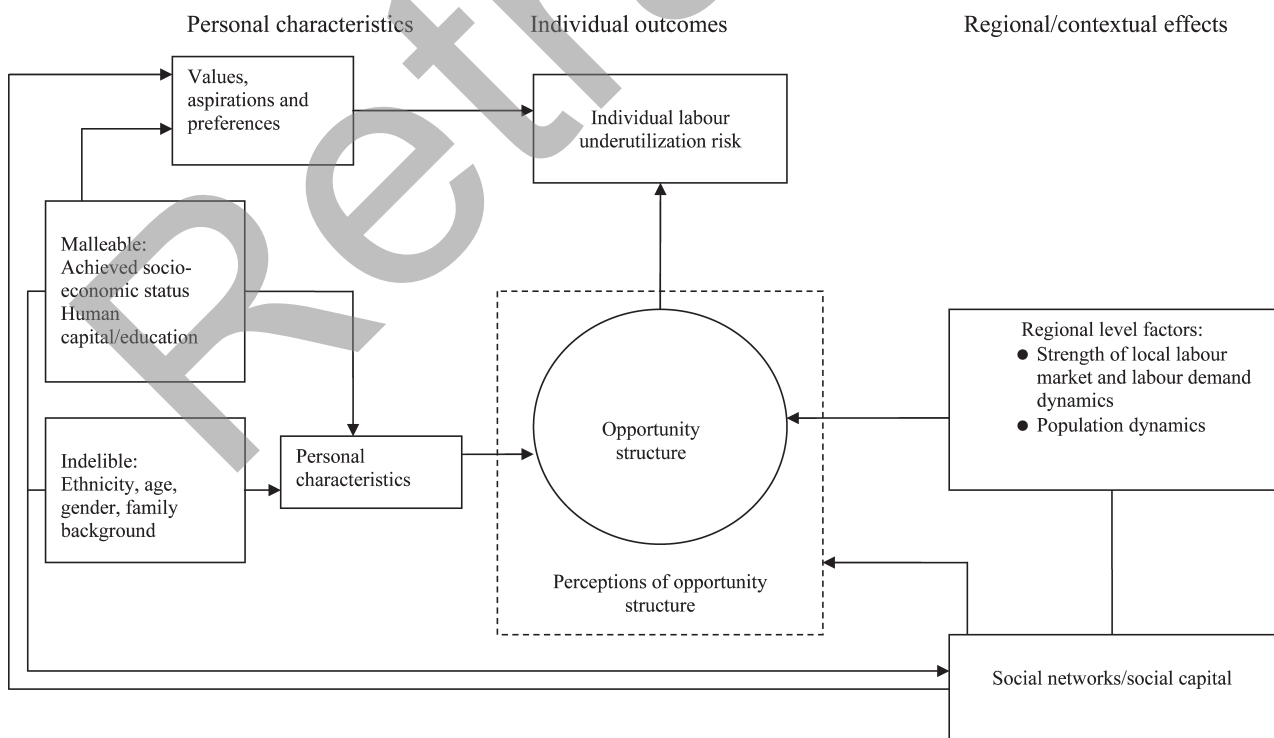 Personal characteristics
Individual outcomes
Regional/contextual effects
Values,
aspirations and
preferences
Individual labour
underutilization risk
Malleable:
Achieved socio-
economic status
Human
capital/education
Regional level factors:
● Strength of local labour
market and labour demand
dynamics
● Population dynamics
Opportunity
structure
Indelible:
Ethnicity, age,
gender, family
background
Personal
characteristics
Perceptions of opportunity
structure
Social networks/social capital
Retr